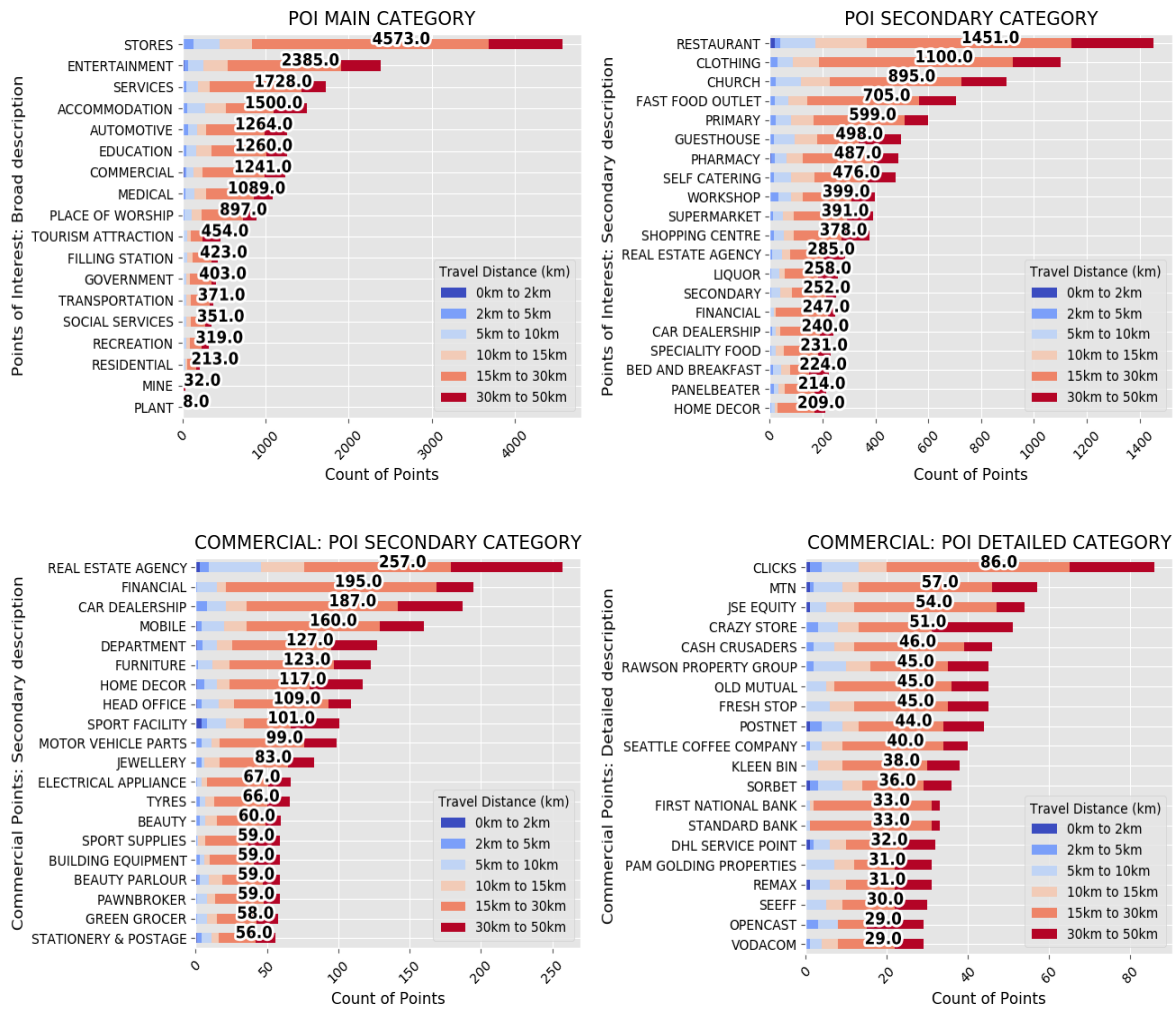 POI MAIN CATEGORY
Points of Interest: Broad description
STORES 4573.0
ENTERTAINMENT 2385.0
SERVICES 1728.0
ACCOMMODATION 1500.0
AUTOMOTIVE 1264.0
EDUCATION 1260.0
COMMERCIAL 1241.0
MEDICAL 1089.0
PLACE OF WORSHIP 897.0
TOURISM ATTRACTION 454.0
FILLING STATION 423.0
GOVERNMENT 403.0
TRANSPORTATION 371.0
SOCIAL SERVICES 351.0
RECREATION 319.0
RESIDENTIAL 213.0
MINE 32.0
PLANT 8.0
Travel Distance (km)
0km to 2km
2km to 5km
5km to 10km
10km to 15km
15km to 30km
30km to 50km
0 1000 2000 3000 4000
Count of Points
POI SECONDARY CATEGORY
Points of Interest: Secondary description
RESTAURANT 1451.0
CLOTHING 1100.0
CHURCH 895.0
FAST FOOD OUTLET 705.0
PRIMARY 599.0
GUESTHOUSE 498.0
PHARMACY 487.0
SELF CATERING 476.0
WORKSHOP 399.0
SUPERMARKET 391.0
SHOPPING CENTRE 378.0
REAL ESTATE AGENCY 285.0
LIQUOR 258.0
SECONDARY 252.0
FINANCIAL 247.0
CAR DEALERSHIP 240.0
SPECIALITY FOOD 231.0
BED AND BREAKFAST 224.0
PANELBEATER 214.0
HOME DECOR 209.0
Travel Distance (km)
0km to 2km
2km to 5km
5km to 10km
10km to 15km
15km to 30km
30km to 50km
0 200 400 600 800 1000 1200 1400
Count of Points
COMMERCIAL: POI SECONDARY CATEGORY
Commercial Points: Secondary description
REAL ESTATE AGENCY 257.0
FINANCIAL 195.0
CAR DEALERSHIP 187.0
MOBILE 160.0
DEPARTMENT 127.0
FURNITURE 123.0
HOME DECOR 117.0
HEAD OFFICE 109.0
SPORT FACILITY 101.0
MOTOR VEHICLE PARTS 99.0
JEWELLERY 83.0
ELECTRICAL APPLIANCE 67.0
TYRES 66.0
BEAUTY 60.0
SPORT SUPPLIES 59.0
BUILDING EQUIPMENT 59.0
BEAUTY PARLOUR 59.0
PAWNBROKER 59.0
GREEN GROCER 58.0
STATIONERY & POSTAGE 56.0
Travel Distance (km)
0km to 2km
2km to 5km
5km to 10km
10km to 15km
15km to 30km
30km to 50km
0 50 100 150 200 250
Count of Points
COMMERCIAL: POI DETAILED CATEGORY
Commercial Points: Detailed description
CLICKS 86.0
MTN 57.0
JSE EQUITY 54.0
CRAZY STORE 51.0
CASH CRUSADERS 46.0
RAWSON PROPERTY GROUP 45.0
OLD MUTUAL 45.0
FRESH STOP 45.0
POSTNET 44.0
SEATTLE COFFEE COMPANY 40.0
KLEEN BIN 38.0
SORBET 36.0
FIRST NATIONAL BANK 33.0
STANDARD BANK 33.0
DHL SERVICE POINT 32.0
PAM GOLDING PROPERTIES 31.0
REMAX 31.0
SEEFF 30.0
OPENCAST 29.0
VODACOM 29.0
Travel Distance (km)
0km to 2km
2km to 5km
5km to 10km
10km to 15km
15km to 30km
30km to 50km
0 20 40 60 80
Count of Points